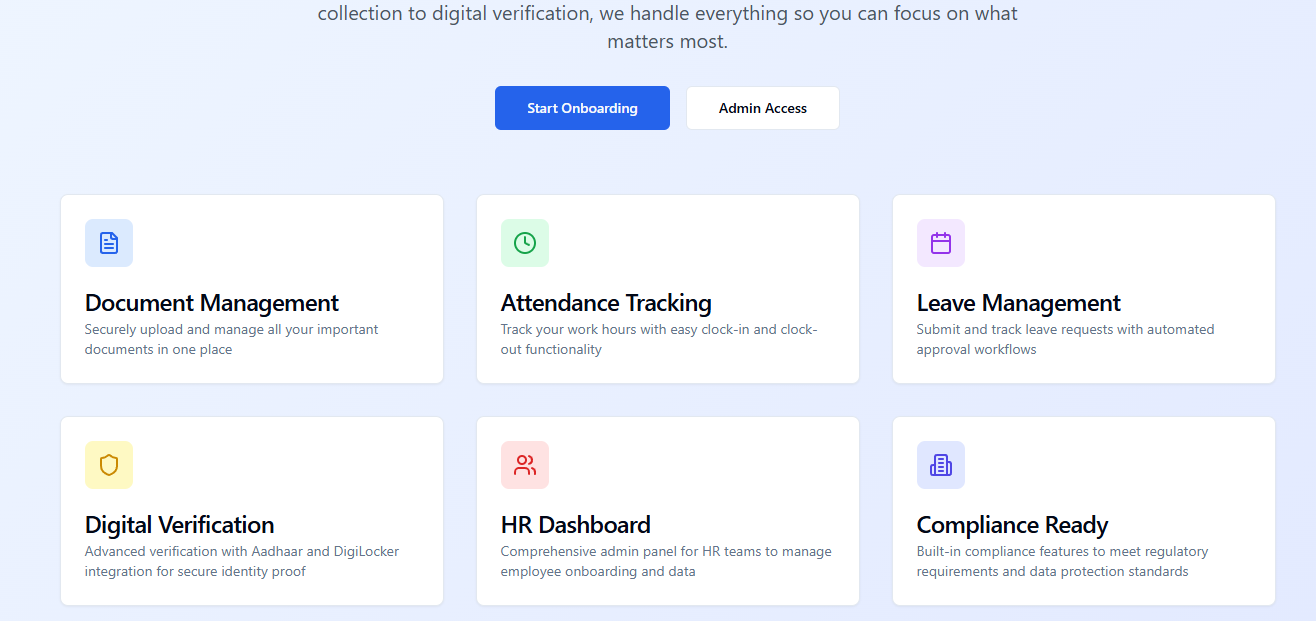 collection to digital verification, we handle everything so you can focus on what
matters most.
Start Onboarding
Admin Access
Document Management
Securely upload and manage all your important
documents in one place
Attendance Tracking
Track your work hours with easy clock-in and clock-
out functionality
Leave Management
Submit and track leave requests with automated
approval workflows
Digital Verification
Advanced verification with Aadhaar and DigiLocker
integration for secure identity proof
HR Dashboard
Comprehensive admin panel for HR teams to manage
employee onboarding and data
Compliance Ready
Built-in compliance features to meet regulatory
requirements and data protection standards